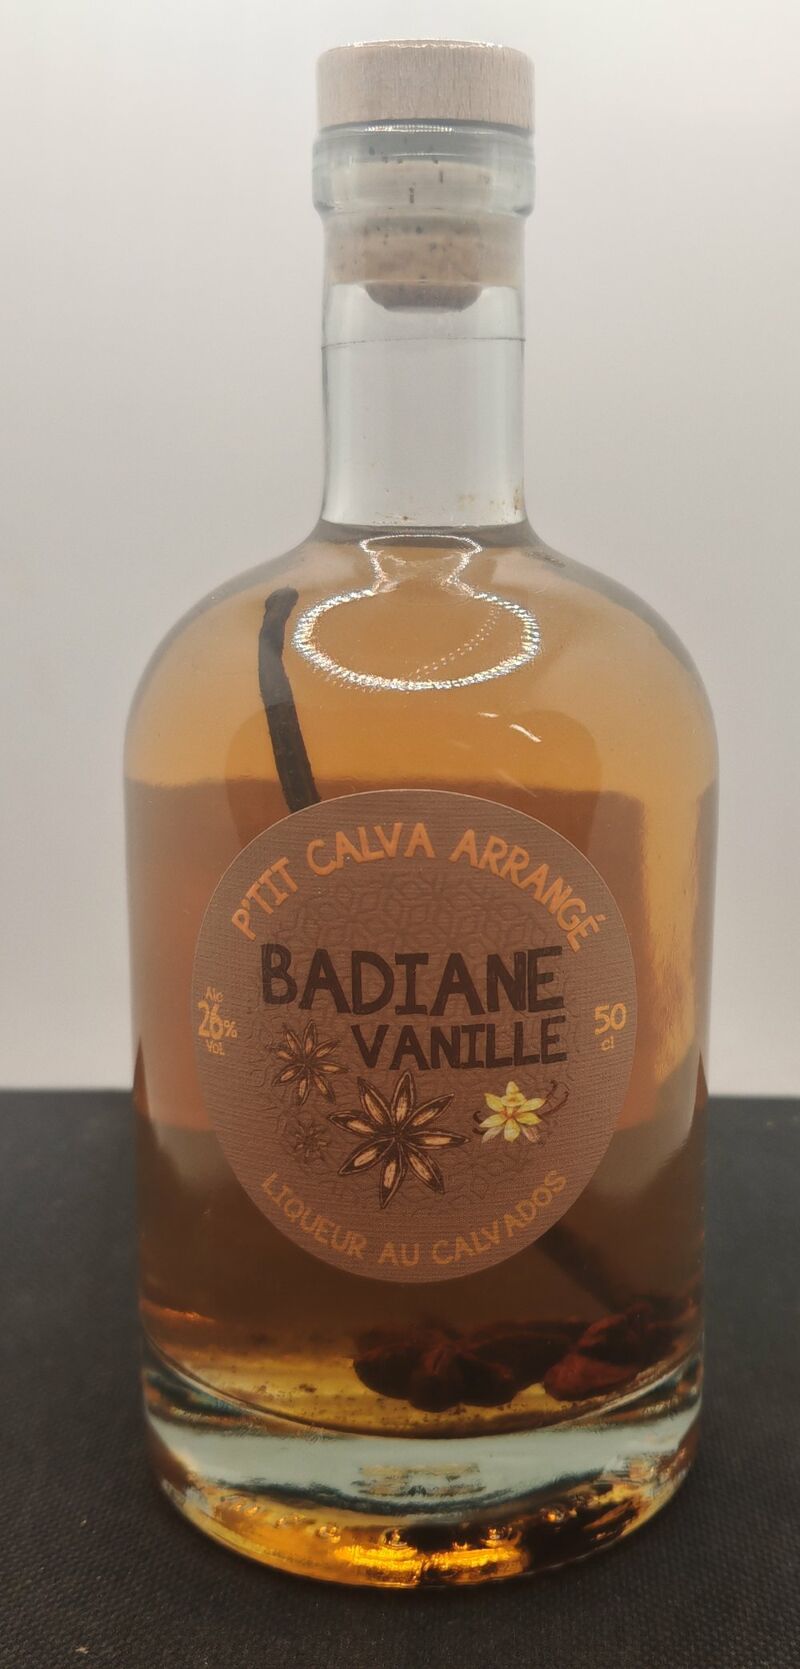 P'TIT CALVA ARRANGÉ
BADIANE
VANILLE
Alc
26%
Vol
50
cl
LIQUEUR AU CALVADOS